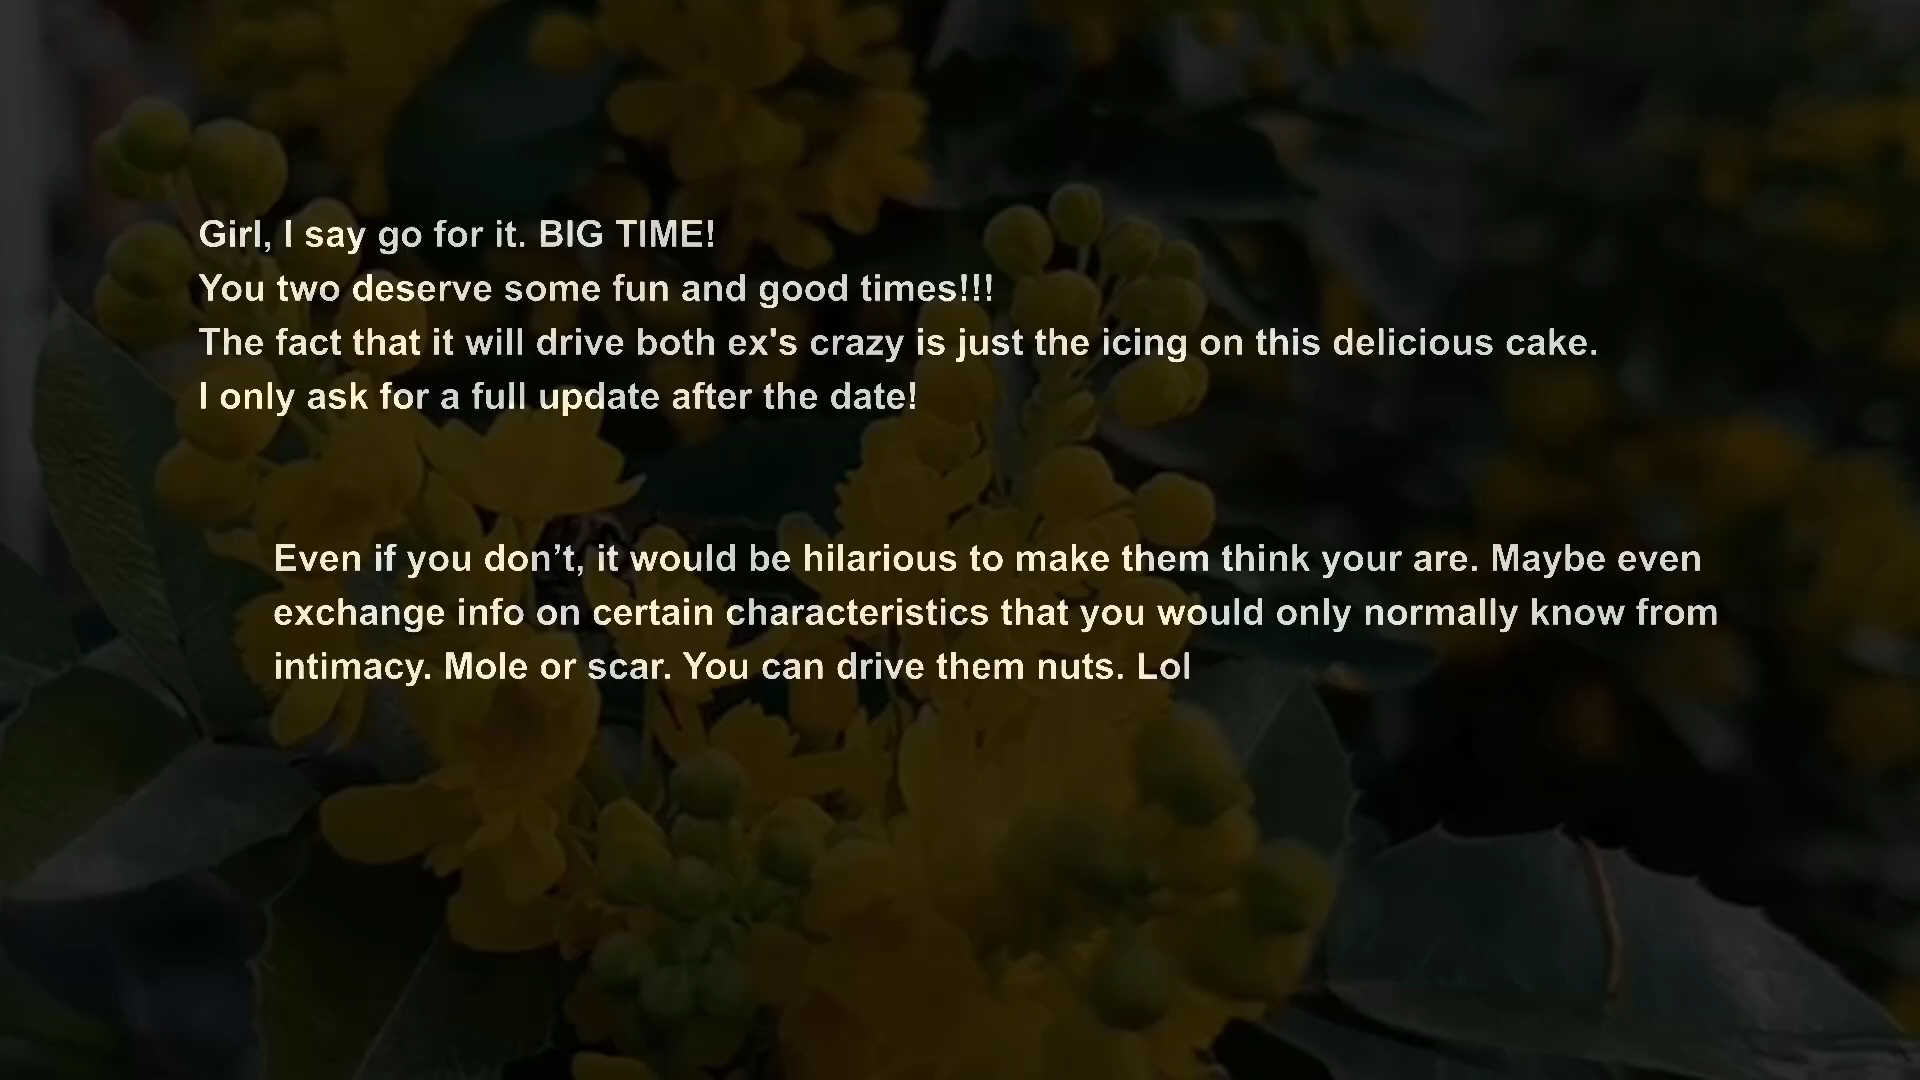 Girl, I say go for it. BIG TIME!
You two deserve some fun and good times!!!
The fact that it will drive both ex's crazy is just the icing on this delicious cake.
I only ask for a full update after the date!
Even if you don’t, it would be hilarious to make them think your are. Maybe even
exchange info on certain characteristics that you would only normally know from
intimacy. Mole or scar. You can drive them nuts. Lol